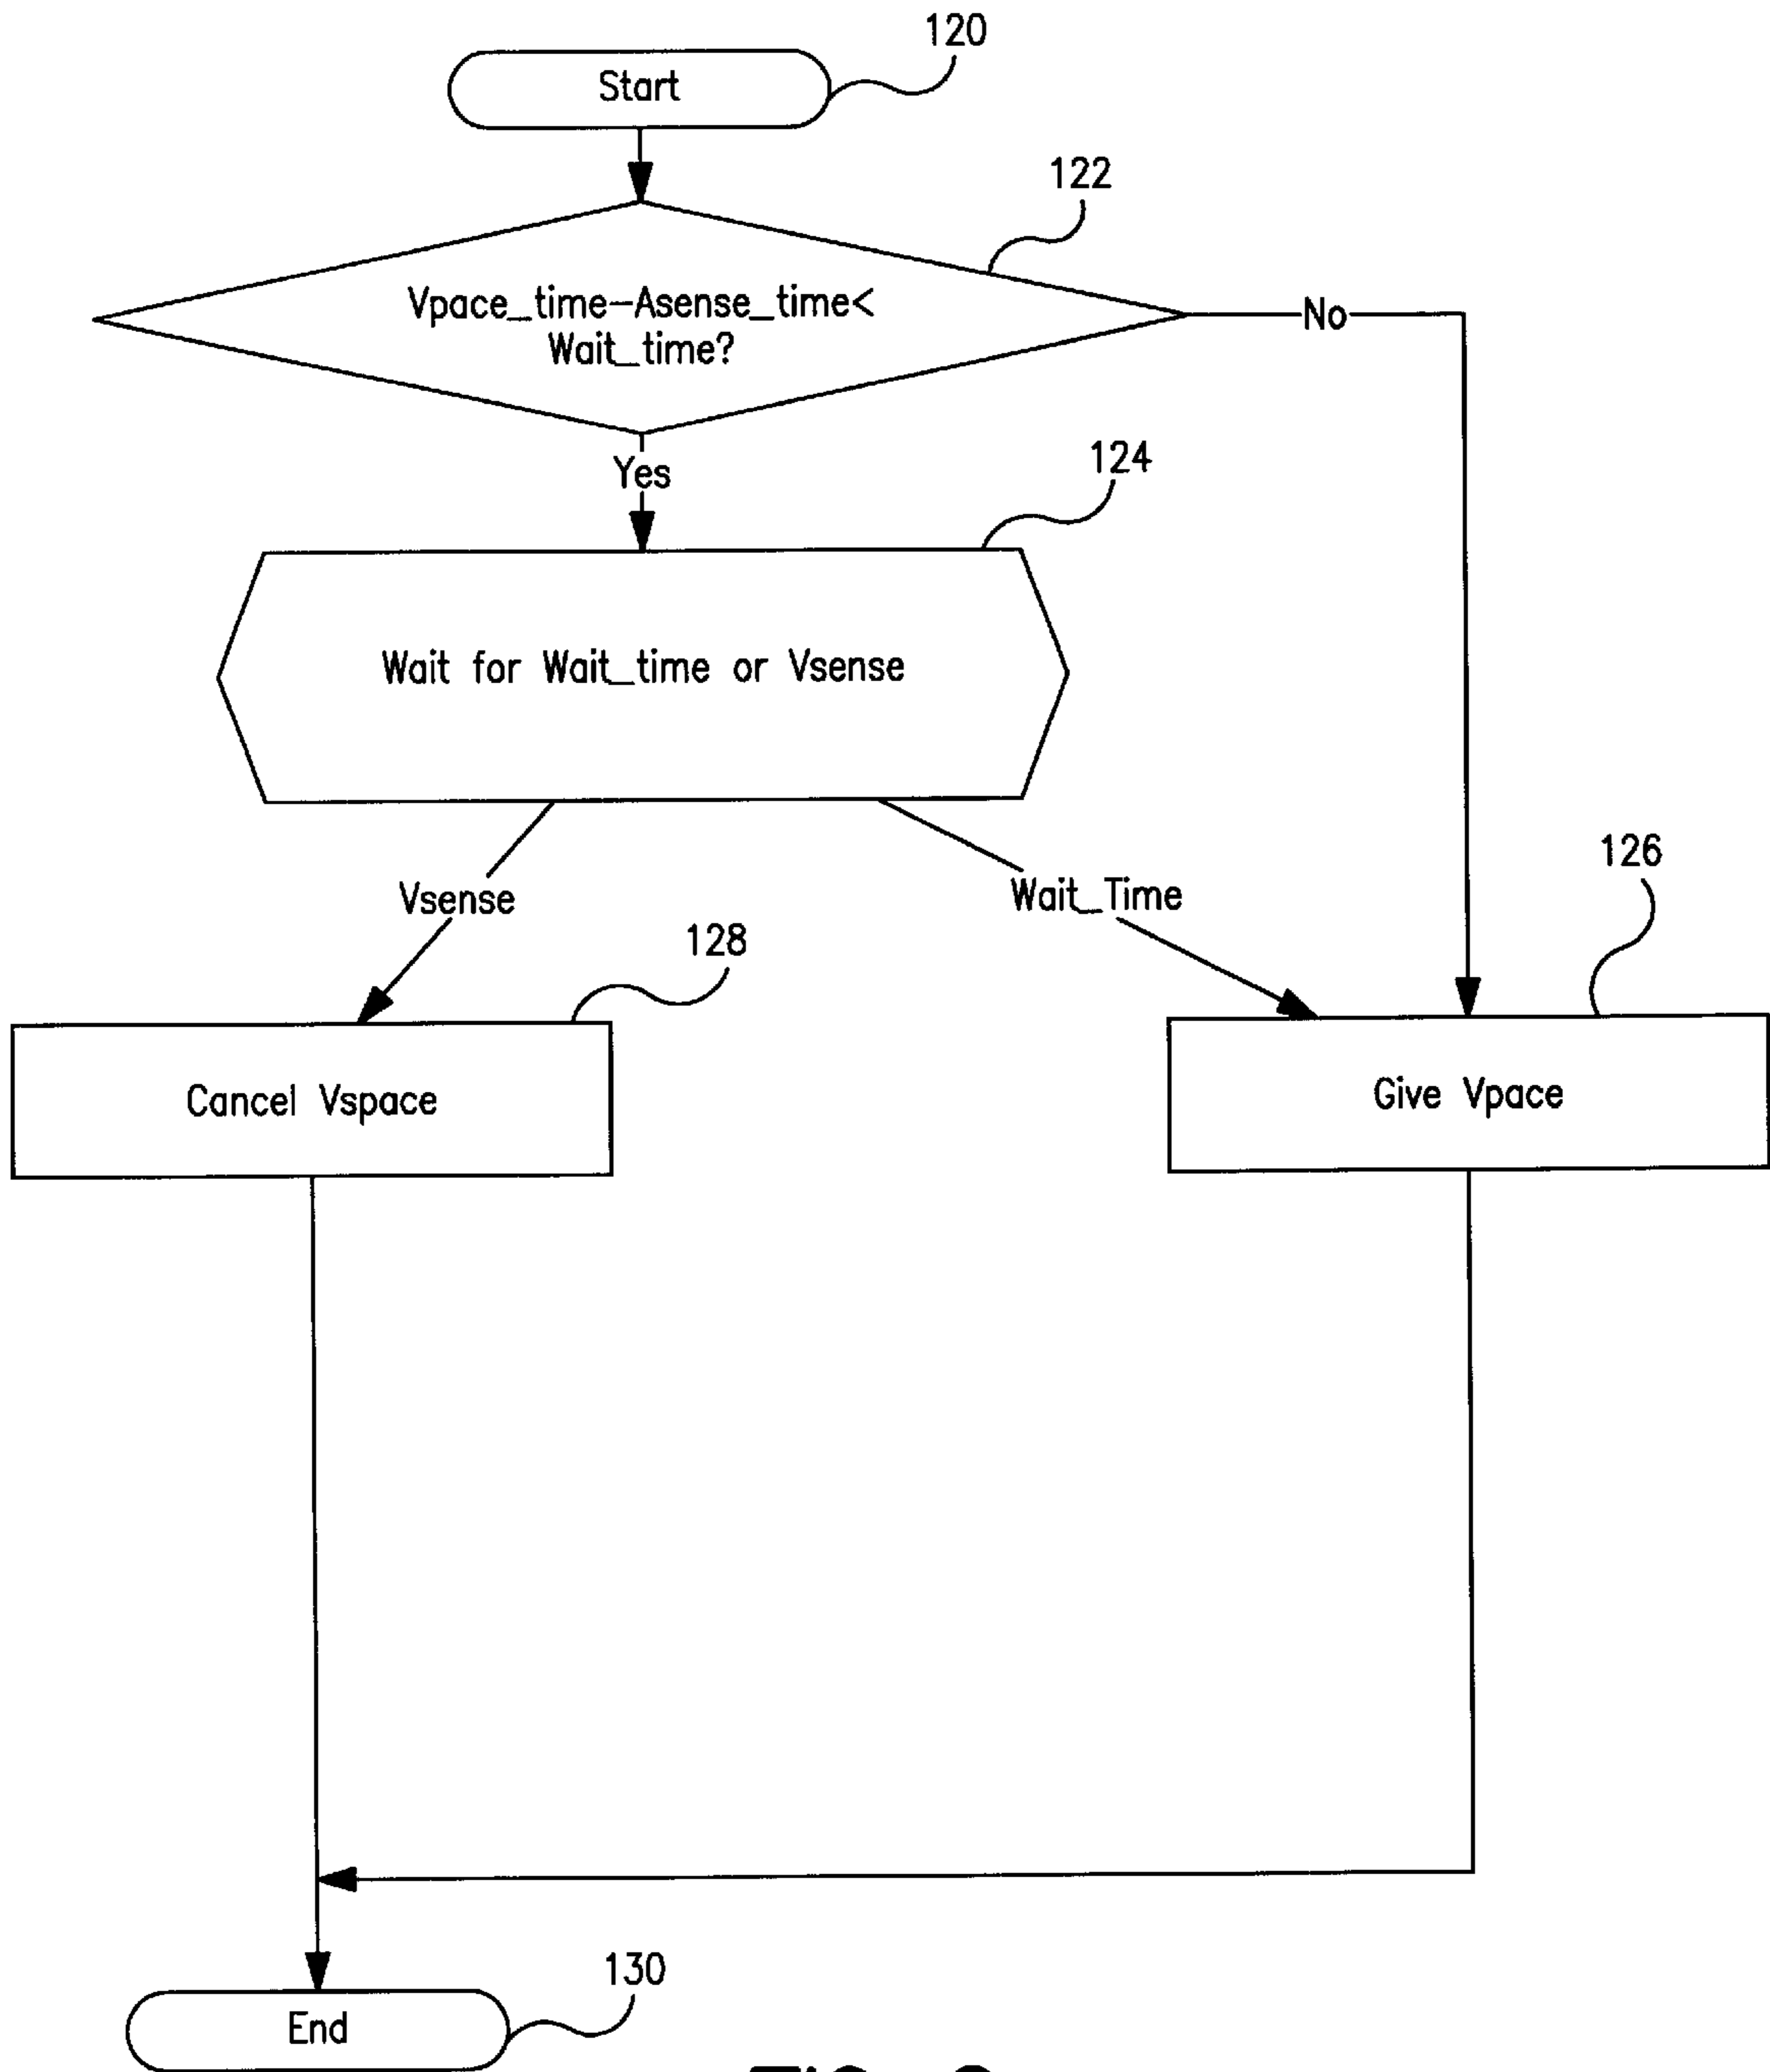 Start
120
122
Vpace_time-Asense_time<
Wait_time?
No
Yes
124
Wait for Wait_time or Vsense
Vsense
Wait_Time
126
128
Cancel Vspace
Give Vpace
End
130